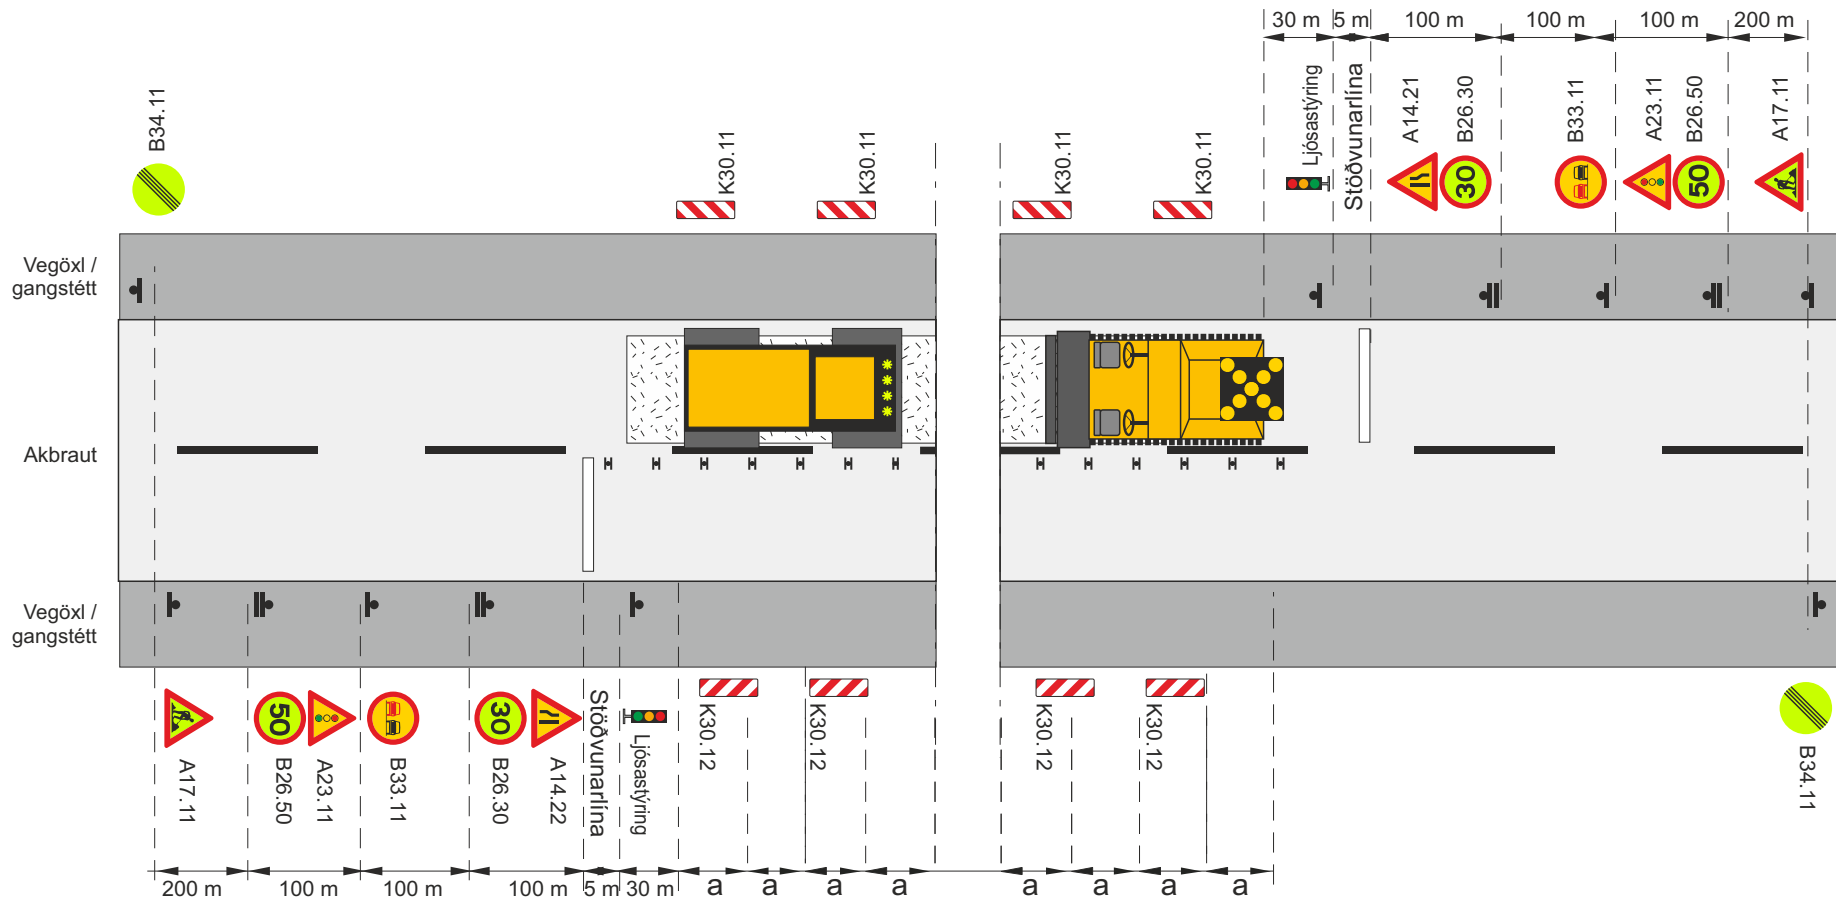 30 m
5 m
100 m
100 m
100 m
200 m
B34.11
K30.11
K30.11
K30.11
K30.11
Ljósastýring
Stöðvunarlína
A14.21
B26.30
B33.11
A23.11
B26.50
A17.11
30
50
Vegöxl /
gangstétt
Akbraut
Vegöxl /
gangstétt
50
30
A17.11
B26.50
A23.11
B33.11
B26.30
A14.22
Stöðvunarlína
Ljósastýring
K30.12
K30.12
K30.12
K30.12
B34.11
200 m
100 m
100 m
100 m
5 m
30 m
a
a
a
a
a
a
a
a